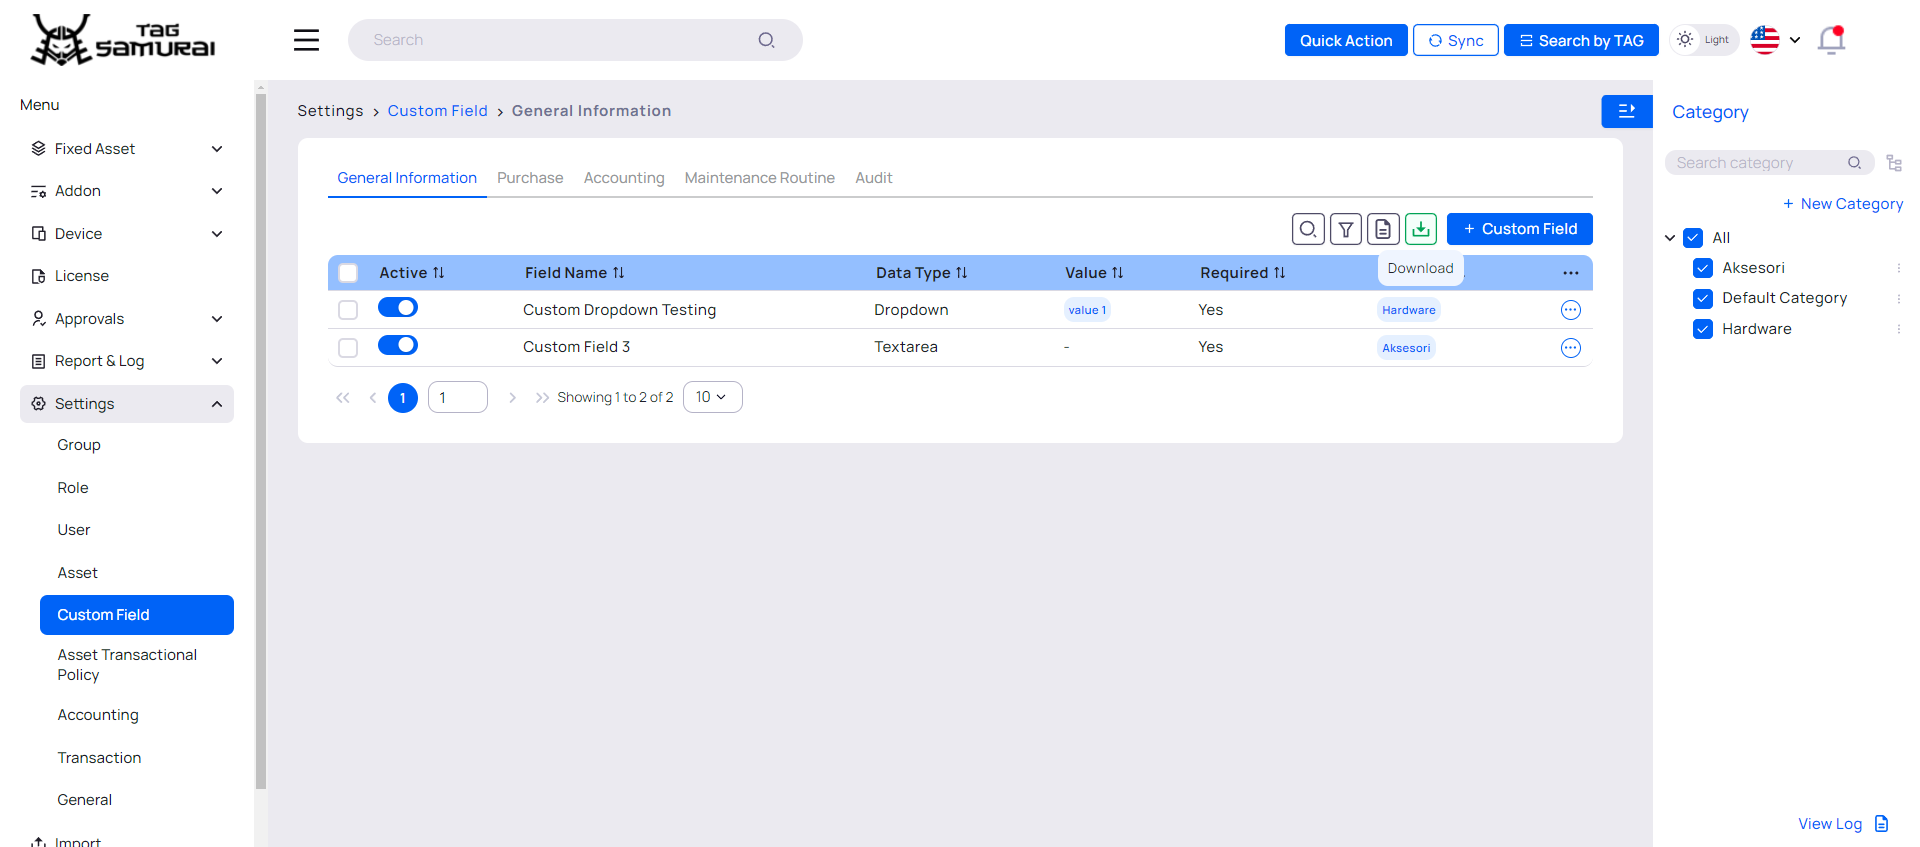 TAG SAMURAI
Search
Quick Action
Sync
Search by TAG
Light
Menu
Fixed Asset
Addon
Device
License
Approvals
Report & Log
Settings
Group
Role
User
Asset
Custom Field
Asset Transactional
Policy
Accounting
Transaction
General
Import
Settings > Custom Field > General Information
General Information Purchase Accounting Maintenance Routine Audit
+ Custom Field
Download
Active Field Name Data Type Value Required
Custom Dropdown Testing Dropdown value 1 Yes Hardware
Custom Field 3 Textarea - Yes Aksesori
1 1 Showing 1 to 2 of 2 10
Category
Search category
+ New Category
All
Aksesori
Default Category
Hardware
View Log